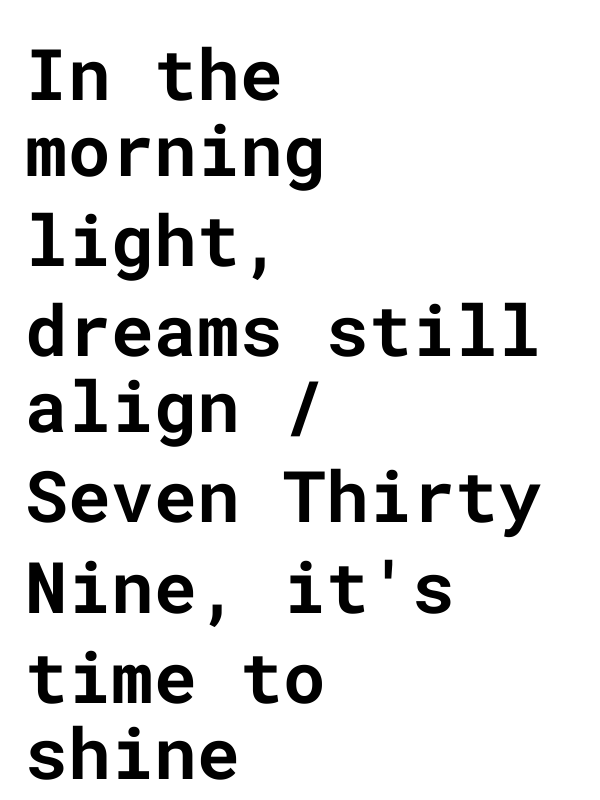 In the
morning
light,
dreams still
align /
Seven Thirty
Nine, it's
time to
shine